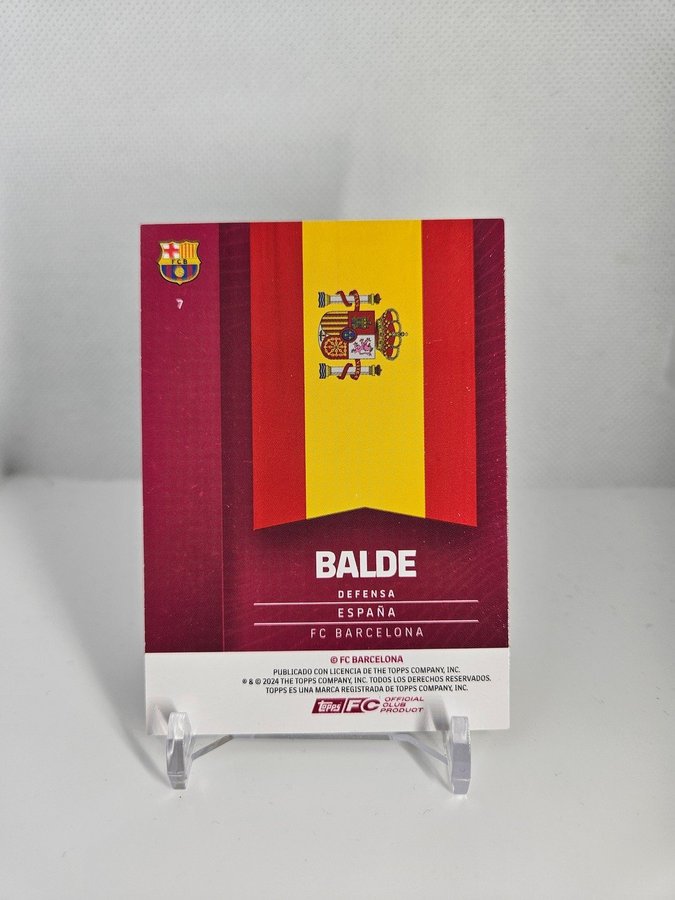 FCB
7
BALDE
DEFENSA
ESPAÑA
FC BARCELONA
© FC BARCELONA
PUBLICADO CON LICENCIA DE THE TOPPS COMPANY, INC.
® & © 2024 THE TOPPS COMPANY, INC. TODOS LOS DERECHOS RESERVADOS.
TOPPS ES UNA MARCA REGISTRADA DE TOPPS COMPANY, INC.
Topps FC OFFICIAL
CLUB
PRODUCT